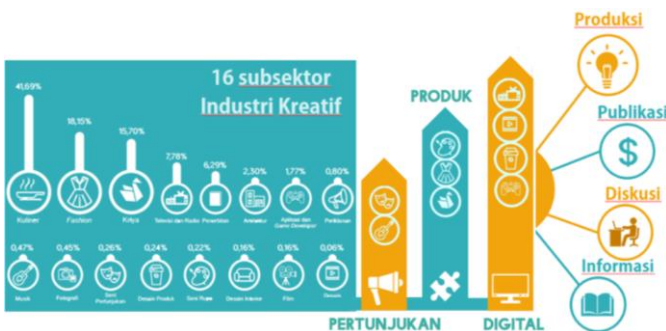 16 subsektor
Industri Kreatif
41,69%
18,15%
15,70%
7,78%
6,29%
2,30%
1,77%
0,80%
Kuliner
Fashion
Kriya
Televisi dan Radio
Penerbitan
Arsitektur
Aplikasi dan
Game Developer
Periklanan
0,47%
0,45%
0,26%
0,24%
0,22%
0,16%
0,16%
0,06%
Musik
Fotografi
Seni
Pertunjukan
Desain Produk
Seni Rupa
Desain Interior
Film
PRODUK
PERTUNJUKAN
DIGITAL
Produksi
Publikasi
$
Diskusi
Informasi